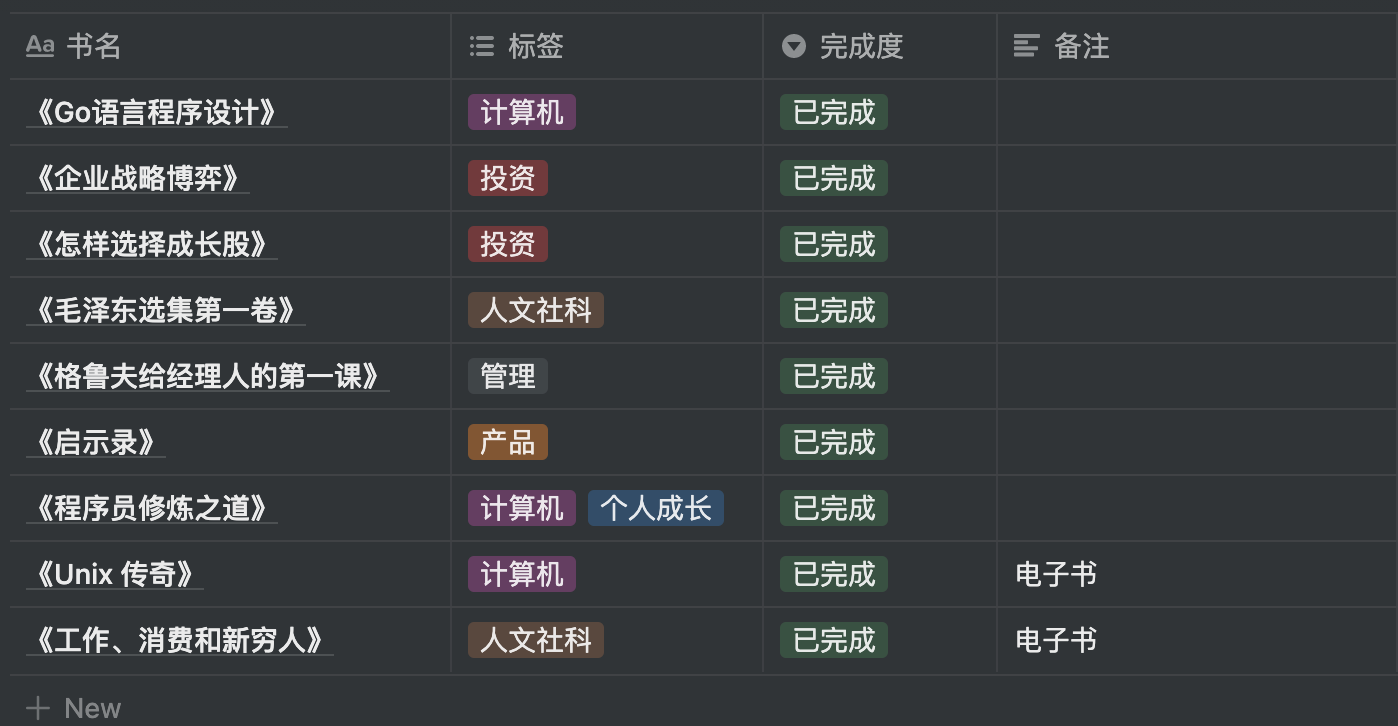 Aa 书名 标签 完成度 备注
《Go语言程序设计》 计算机 已完成
《企业战略博弈》 投资 已完成
《怎样选择成长股》 投资 已完成
《毛泽东选集第一卷》 人文社科 已完成
《格鲁夫给经理人的第一课》 管理 已完成
《启示录》 产品 已完成
《程序员修炼之道》 计算机 个人成长 已完成
《Unix 传奇》 计算机 已完成 电子书
《工作、消费和新穷人》 人文社科 已完成 电子书
+ New